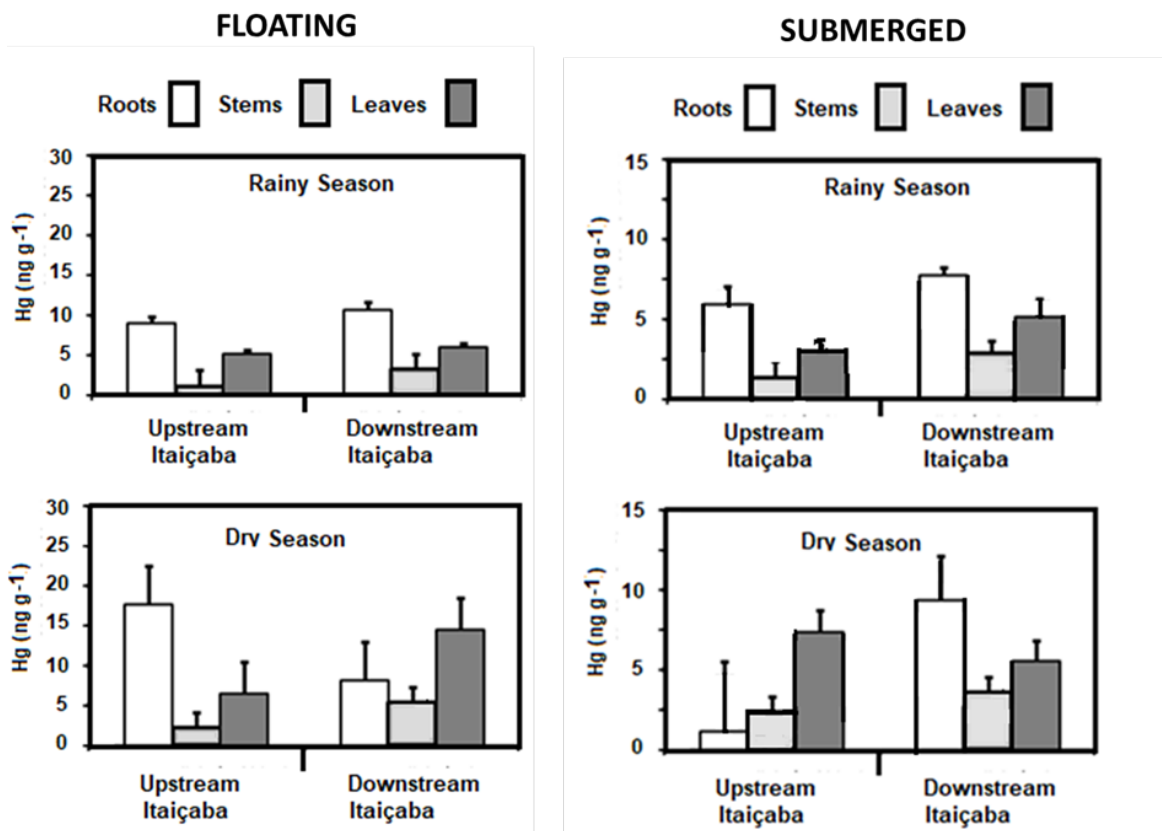 FLOATING
Roots Stems Leaves
30
25
20
15
10
5
0
Hg (ng g-1)
Rainy Season
Upstream Itaiçaba
Downstream Itaiçaba
30
25
20
15
10
5
0
Hg (ng g-1)
Dry Season
Upstream Itaiçaba
Downstream Itaiçaba
SUBMERGED
Roots Stems Leaves
15
10
5
0
Hg (ng g-1)
Rainy Season
Upstream Itaiçaba
Downstream Itaiçaba
15
10
5
0
Hg (ng g-1)
Dry Season
Upstream Itaiçaba
Downstream Itaiçaba